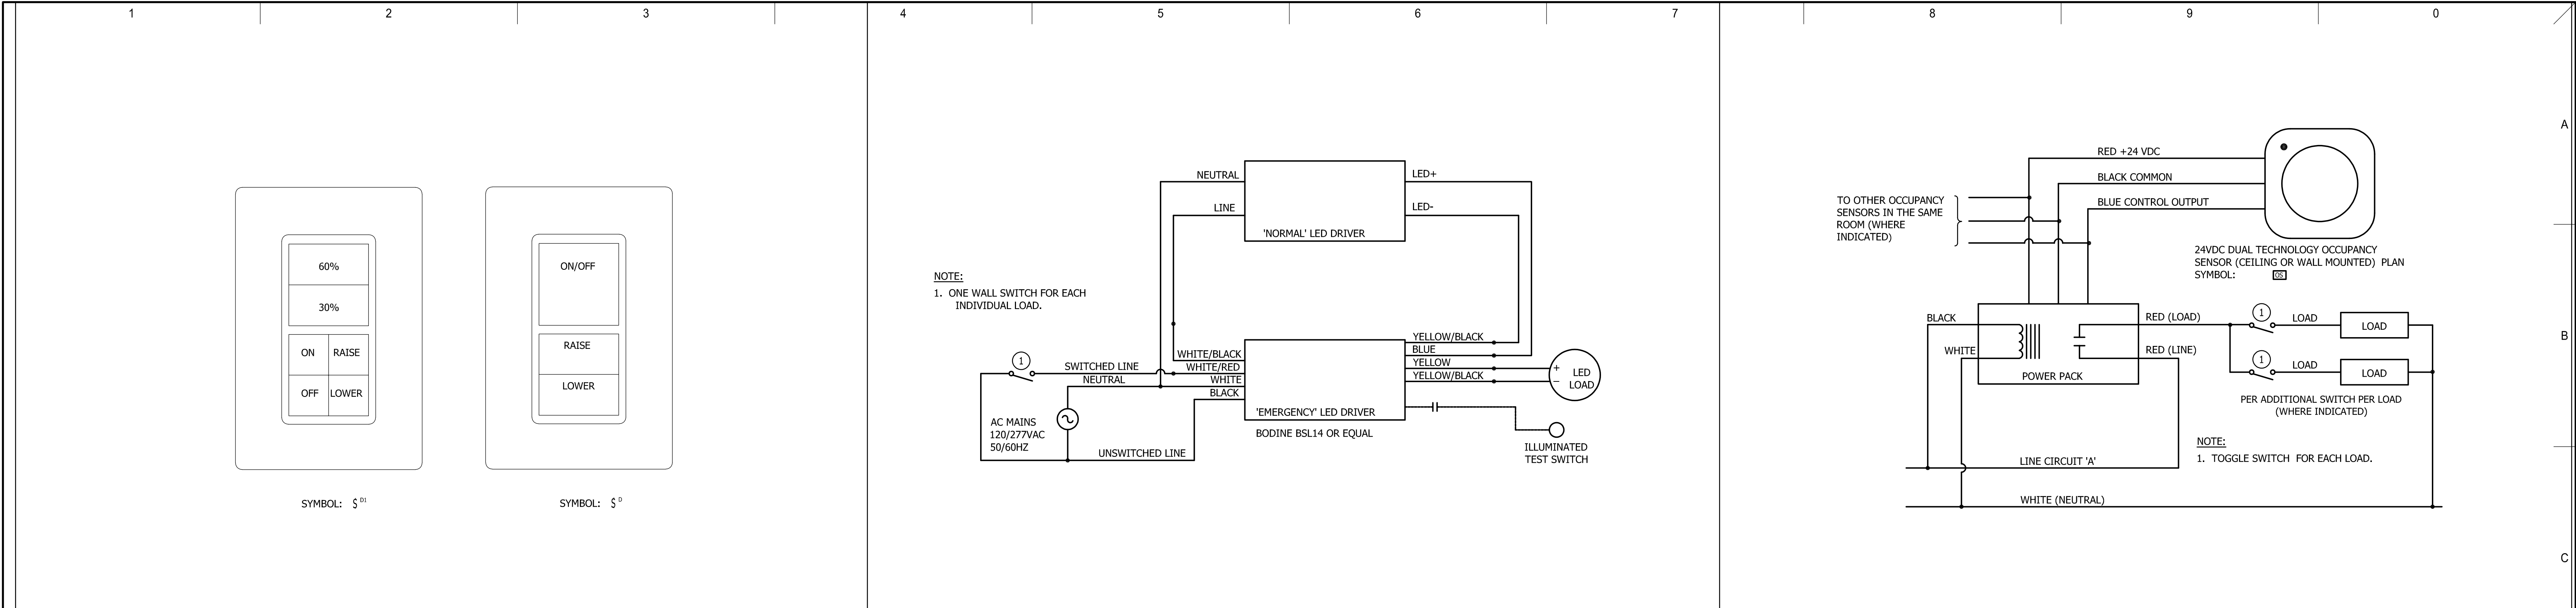 1 2 3 4 5 6 7 8 9 0
A
B
C
60%
30%
ON RAISE
OFF LOWER
SYMBOL: $ D1
ON/OFF
RAISE
LOWER
SYMBOL: $ D
NOTE:
1. ONE WALL SWITCH FOR EACH
INDIVIDUAL LOAD.
NEUTRAL
LINE
LED+
LED-
'NORMAL' LED DRIVER
1
SWITCHED LINE
NEUTRAL
WHITE/BLACK
WHITE/RED
WHITE
BLACK
YELLOW/BLACK
BLUE
YELLOW
YELLOW/BLACK
+
LED
LOAD
−
'EMERGENCY' LED DRIVER
BODINE BSL14 OR EQUAL
AC MAINS
120/277VAC
50/60HZ
UNSWITCHED LINE
ILLUMINATED
TEST SWITCH
RED +24 VDC
BLACK COMMON
BLUE CONTROL OUTPUT
TO OTHER OCCUPANCY
SENSORS IN THE SAME
ROOM (WHERE
INDICATED)
24VDC DUAL TECHNOLOGY OCCUPANCY
SENSOR (CEILING OR WALL MOUNTED) PLAN
SYMBOL: OS
BLACK
WHITE
POWER PACK
RED (LOAD)
RED (LINE)
1
LOAD
LOAD
1
LOAD
LOAD
PER ADDITIONAL SWITCH PER LOAD
(WHERE INDICATED)
NOTE:
1. TOGGLE SWITCH FOR EACH LOAD.
LINE CIRCUIT 'A'
WHITE (NEUTRAL)